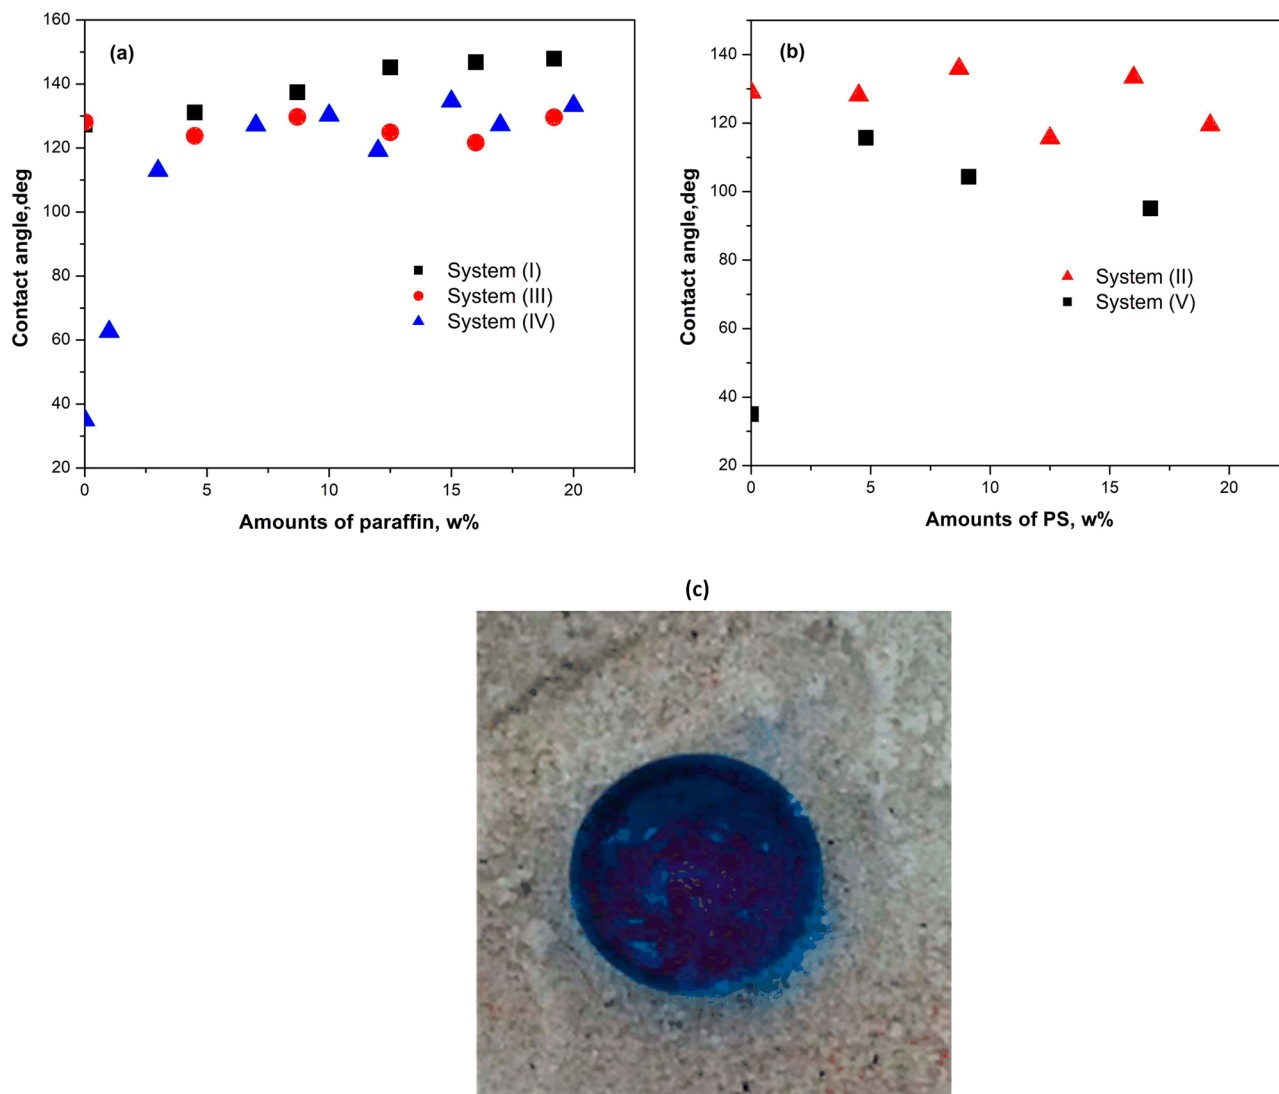 (a)
160
140
120
100
80
60
40
20
Contact angle,deg
System (I)
System (III)
System (IV)
0 5 10 15 20
Amounts of paraffin, w%
(b)
140
120
100
80
60
40
20
Contact angle,deg
System (II)
System (V)
0 5 10 15 20
Amounts of PS, w%
(c)